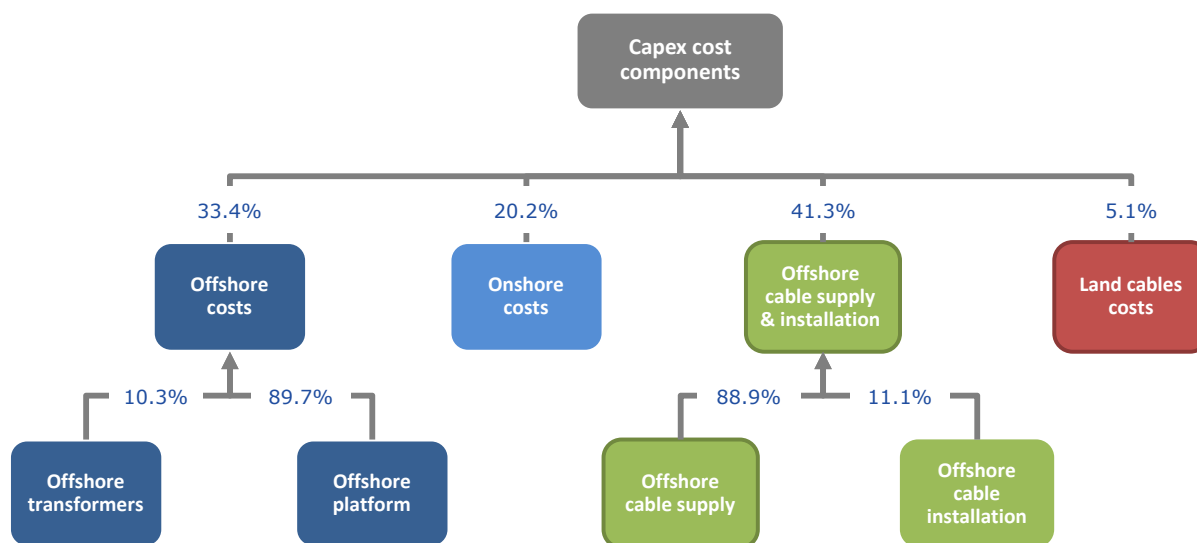 Capex cost
components
33.4%
20.2%
41.3%
5.1%
Offshore
costs
Onshore
costs
Offshore
cable supply
& installation
Land cables
costs
10.3%
89.7%
88.9%
11.1%
Offshore
transformers
Offshore
platform
Offshore
cable supply
Offshore
cable
installation